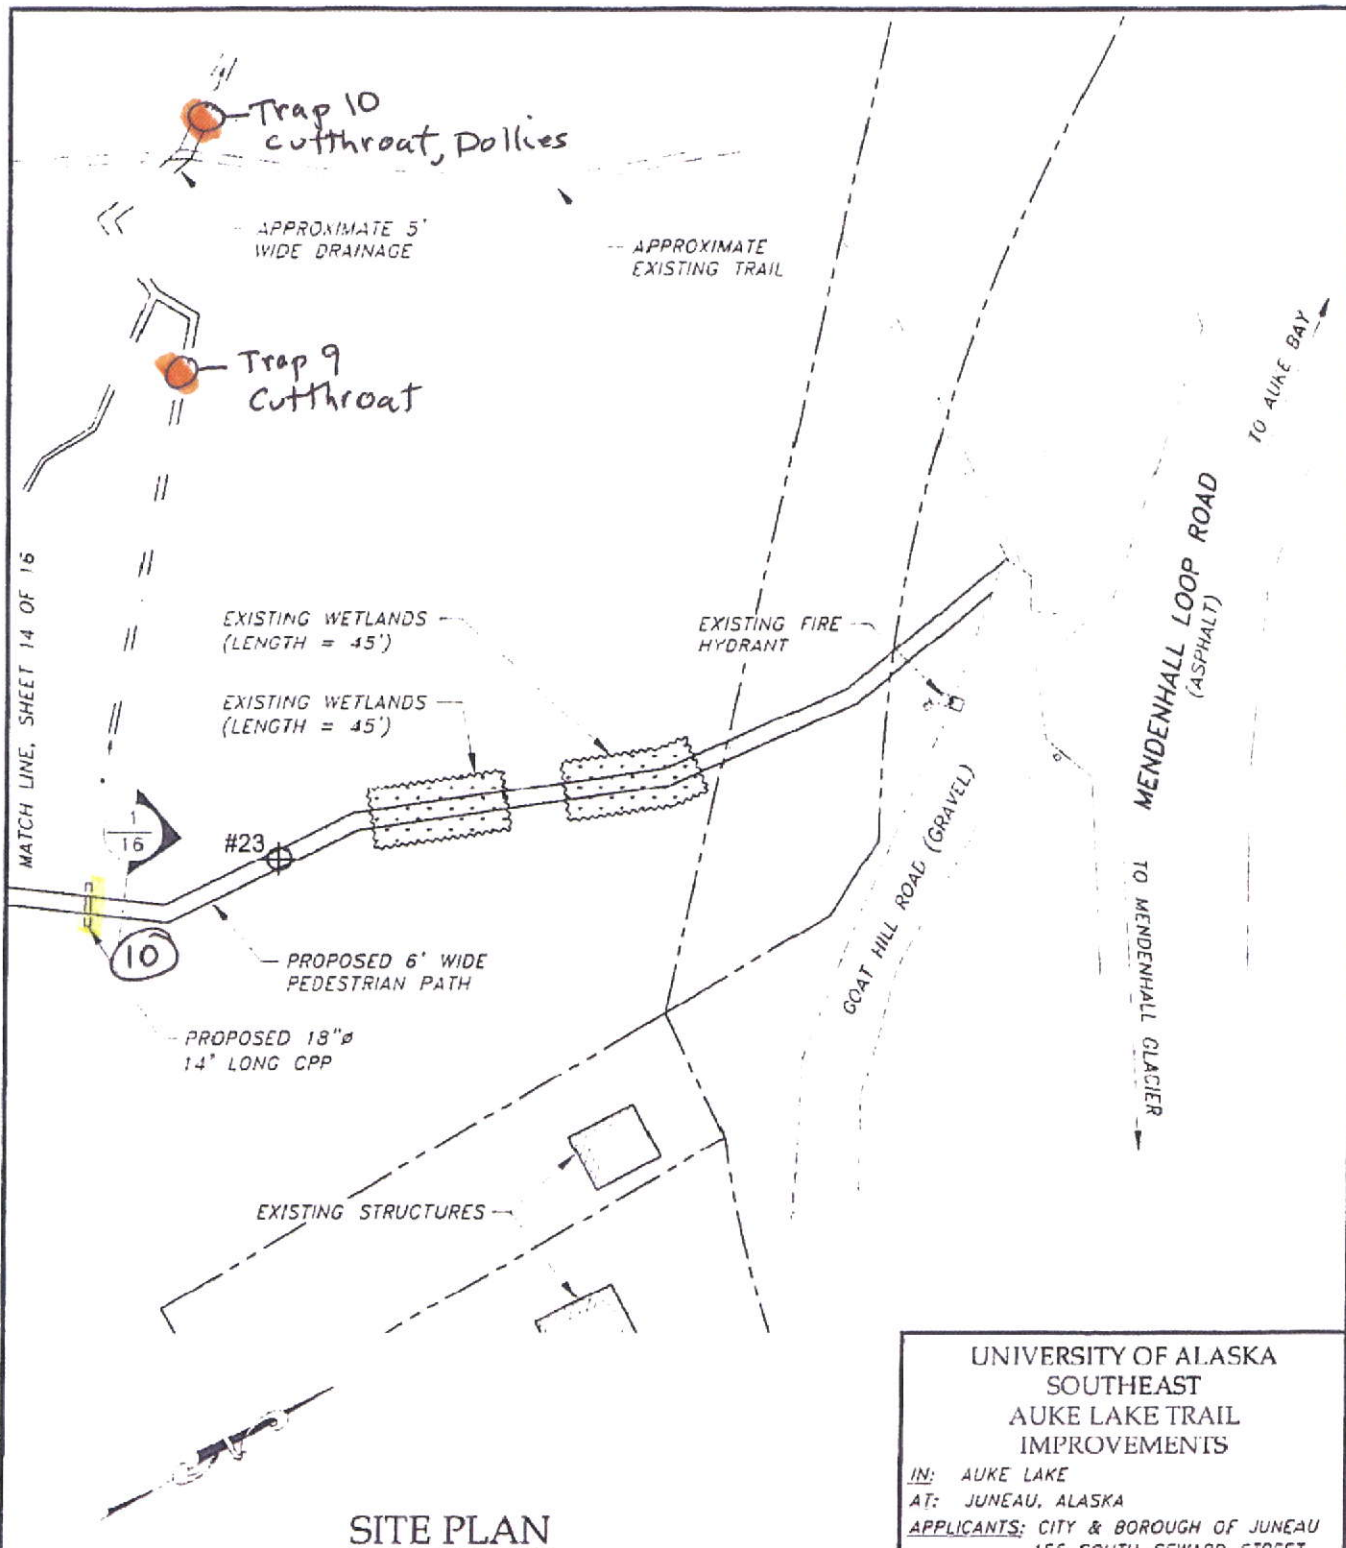 Trap 10
cutthroat, Dollies
APPROXIMATE 5'
WIDE DRAINAGE
APPROXIMATE
EXISTING TRAIL
Trap 9
Cutthroat
TO AUKE BAY
MATCH LINE, SHEET 14 OF 16
EXISTING WETLANDS
(LENGTH = 45')
EXISTING FIRE
HYDRANT
MENDENHALL LOOP ROAD
(ASPHALT)
EXISTING WETLANDS
(LENGTH = 45')
1
16
#23
GOAT HILL ROAD (GRAVEL)
TO MENDENHALL GLACIER
10
PROPOSED 6' WIDE
PEDESTRIAN PATH
PROPOSED 18"ø
14' LONG CPP
EXISTING STRUCTURES
N
SITE PLAN
UNIVERSITY OF ALASKA
SOUTHEAST
AUKE LAKE TRAIL
IMPROVEMENTS
IN: AUKE LAKE
AT: JUNEAU, ALASKA
APPLICANTS: CITY & BOROUGH OF JUNEAU